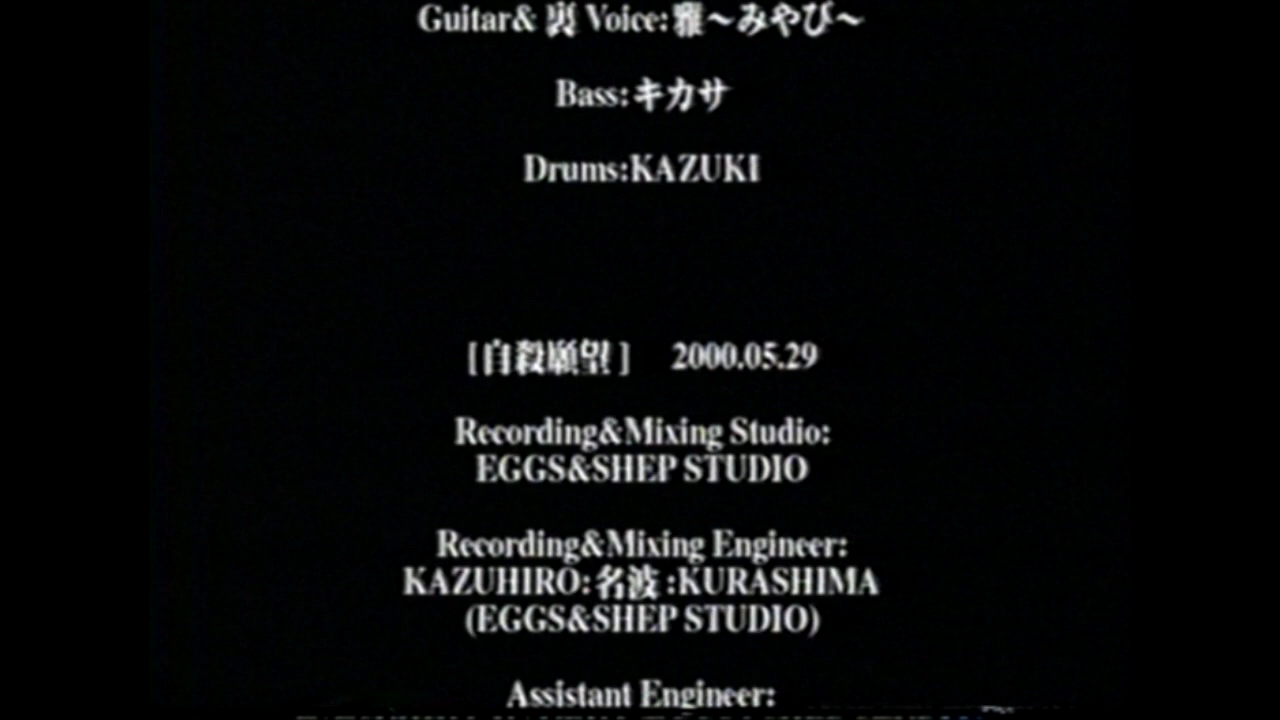 Guitar& 裏 Voice:雅～みやび～
Bass:キカサ
Drums:KAZUKI
[自殺願望] 2000.05.29
Recording&Mixing Studio:
EGGS&SHEP STUDIO
Recording&Mixing Engineer:
KAZUHIRO:名波:KURASHIMA
(EGGS&SHEP STUDIO)
Assistant Engineer: